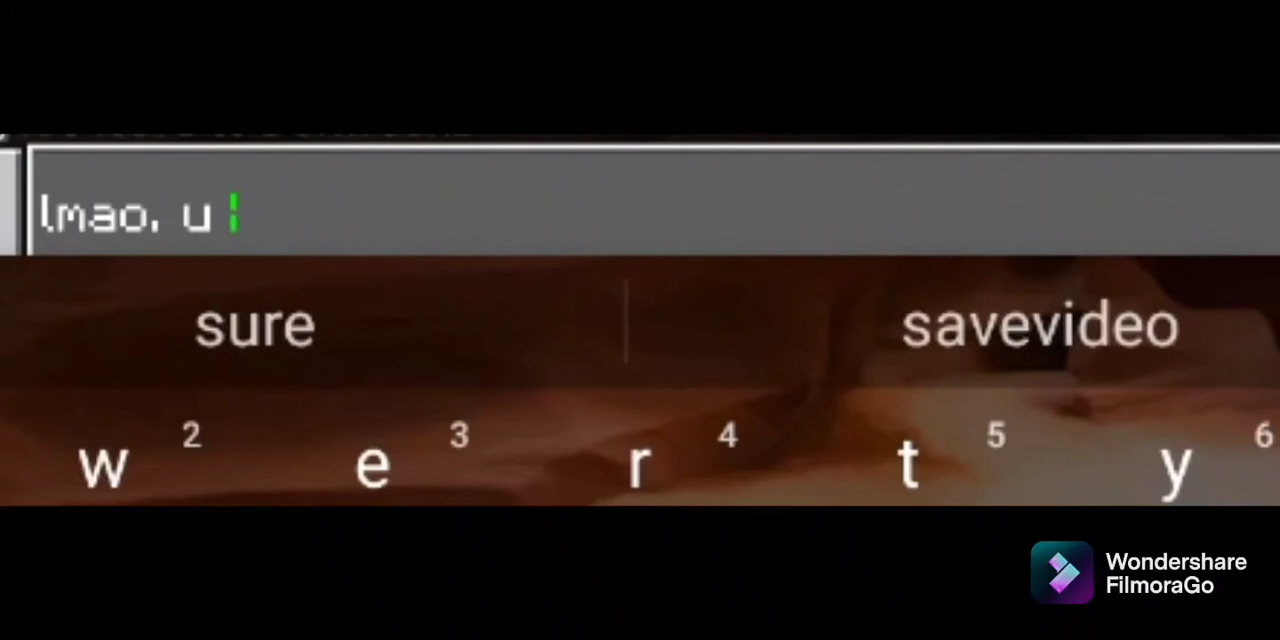 lmao, u
sure savevideo
w 2 e 3 r 4 t 5 y 6
Wondershare
FilmoraGo